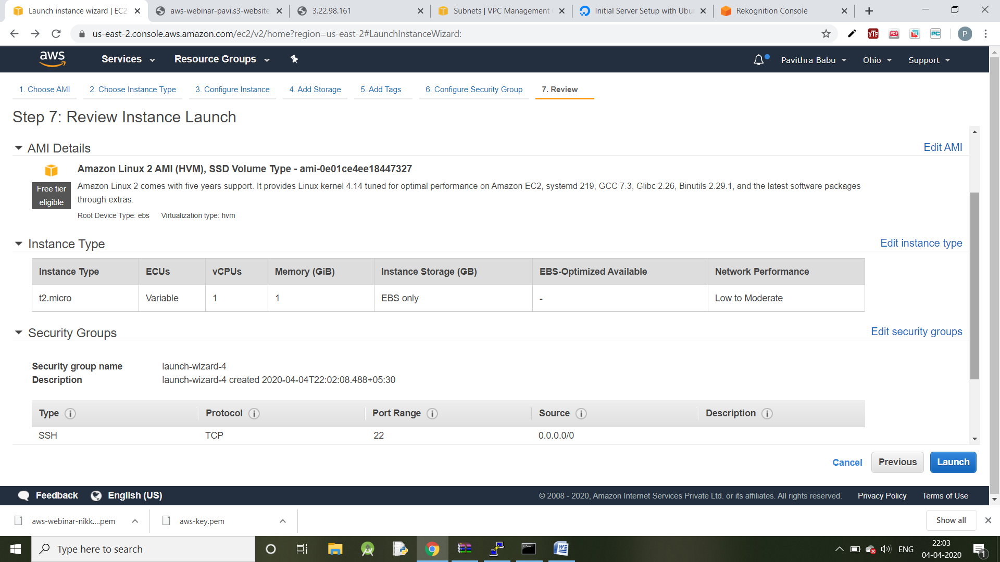 Launch instance wizard | EC2
aws-webinar-pavi.s3-website
3.22.98.161
Subnets | VPC Management
Initial Server Setup with Ubu
Rekognition Console
us-east-2.console.aws.amazon.com/ec2/v2/home?region=us-east-2#LaunchInstanceWizard:
YTF
PDF
PC
P
aws
Services
Resource Groups
Pavithra Babu
Ohio
Support
1. Choose AMI
2. Choose Instance Type
3. Configure Instance
4. Add Storage
5. Add Tags
6. Configure Security Group
7. Review
Step 7: Review Instance Launch
AMI Details
Edit AMI
Amazon Linux 2 AMI (HVM), SSD Volume Type - ami-0e01ce4ee18447327
Free tier
eligible
Amazon Linux 2 comes with five years support. It provides Linux kernel 4.14 tuned for optimal performance on Amazon EC2, systemd 219, GCC 7.3, Glibc 2.26, Binutils 2.29.1, and the latest software packages
through extras.
Root Device Type: ebs Virtualization type: hvm
Instance Type
Edit instance type
Instance Type ECUs vCPUs Memory (GiB) Instance Storage (GB) EBS-Optimized Available Network Performance
t2.micro Variable 1 1 EBS only - Low to Moderate
Security Groups
Edit security groups
Security group name launch-wizard-4
Description launch-wizard-4 created 2020-04-04T22:02:08.488+05:30
Type Protocol Port Range Source Description
SSH TCP 22 0.0.0.0/0
Cancel
Previous
Launch
Feedback
English (US)
© 2008 - 2020, Amazon Internet Services Private Ltd. or its affiliates. All rights reserved.
Privacy Policy
Terms of Use
aws-webinar-nikk....pem
aws-key.pem
Show all
Type here to search
ENG
22:03
04-04-2020
1